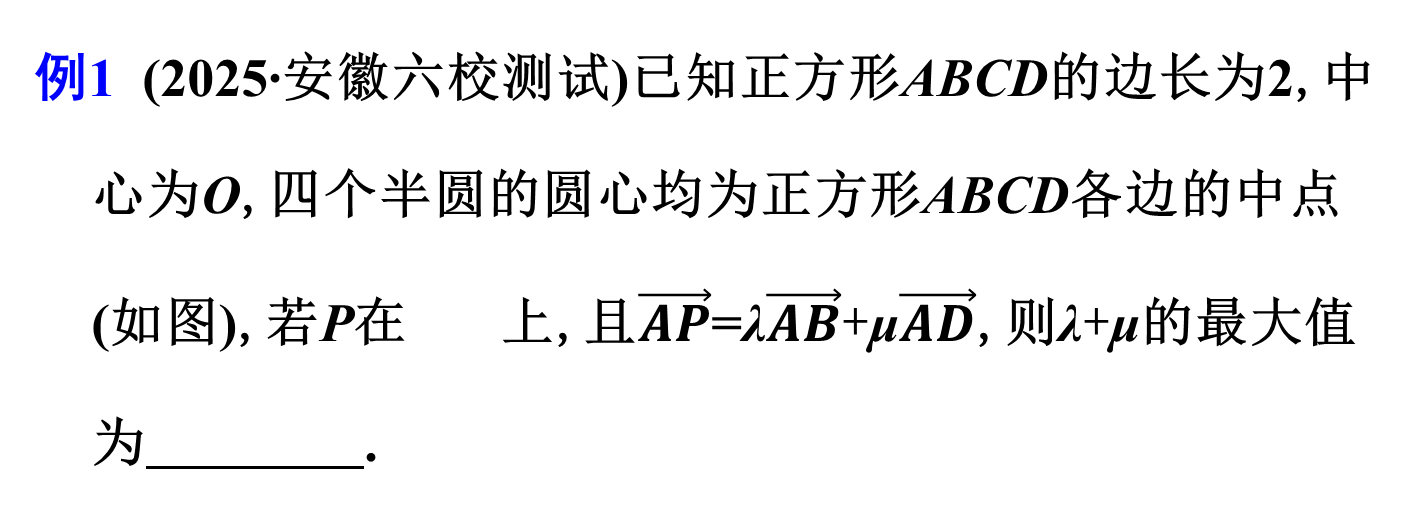 例1 (2025·安徽六校测试)已知正方形ABCD的边长为2,中
心为O,四个半圆的圆心均为正方形ABCD各边的中点
(如图),若P在 上,且\overrightarrow{AP}=λ\overrightarrow{AB}+μ\overrightarrow{AD},则λ+μ的最大值
为________.